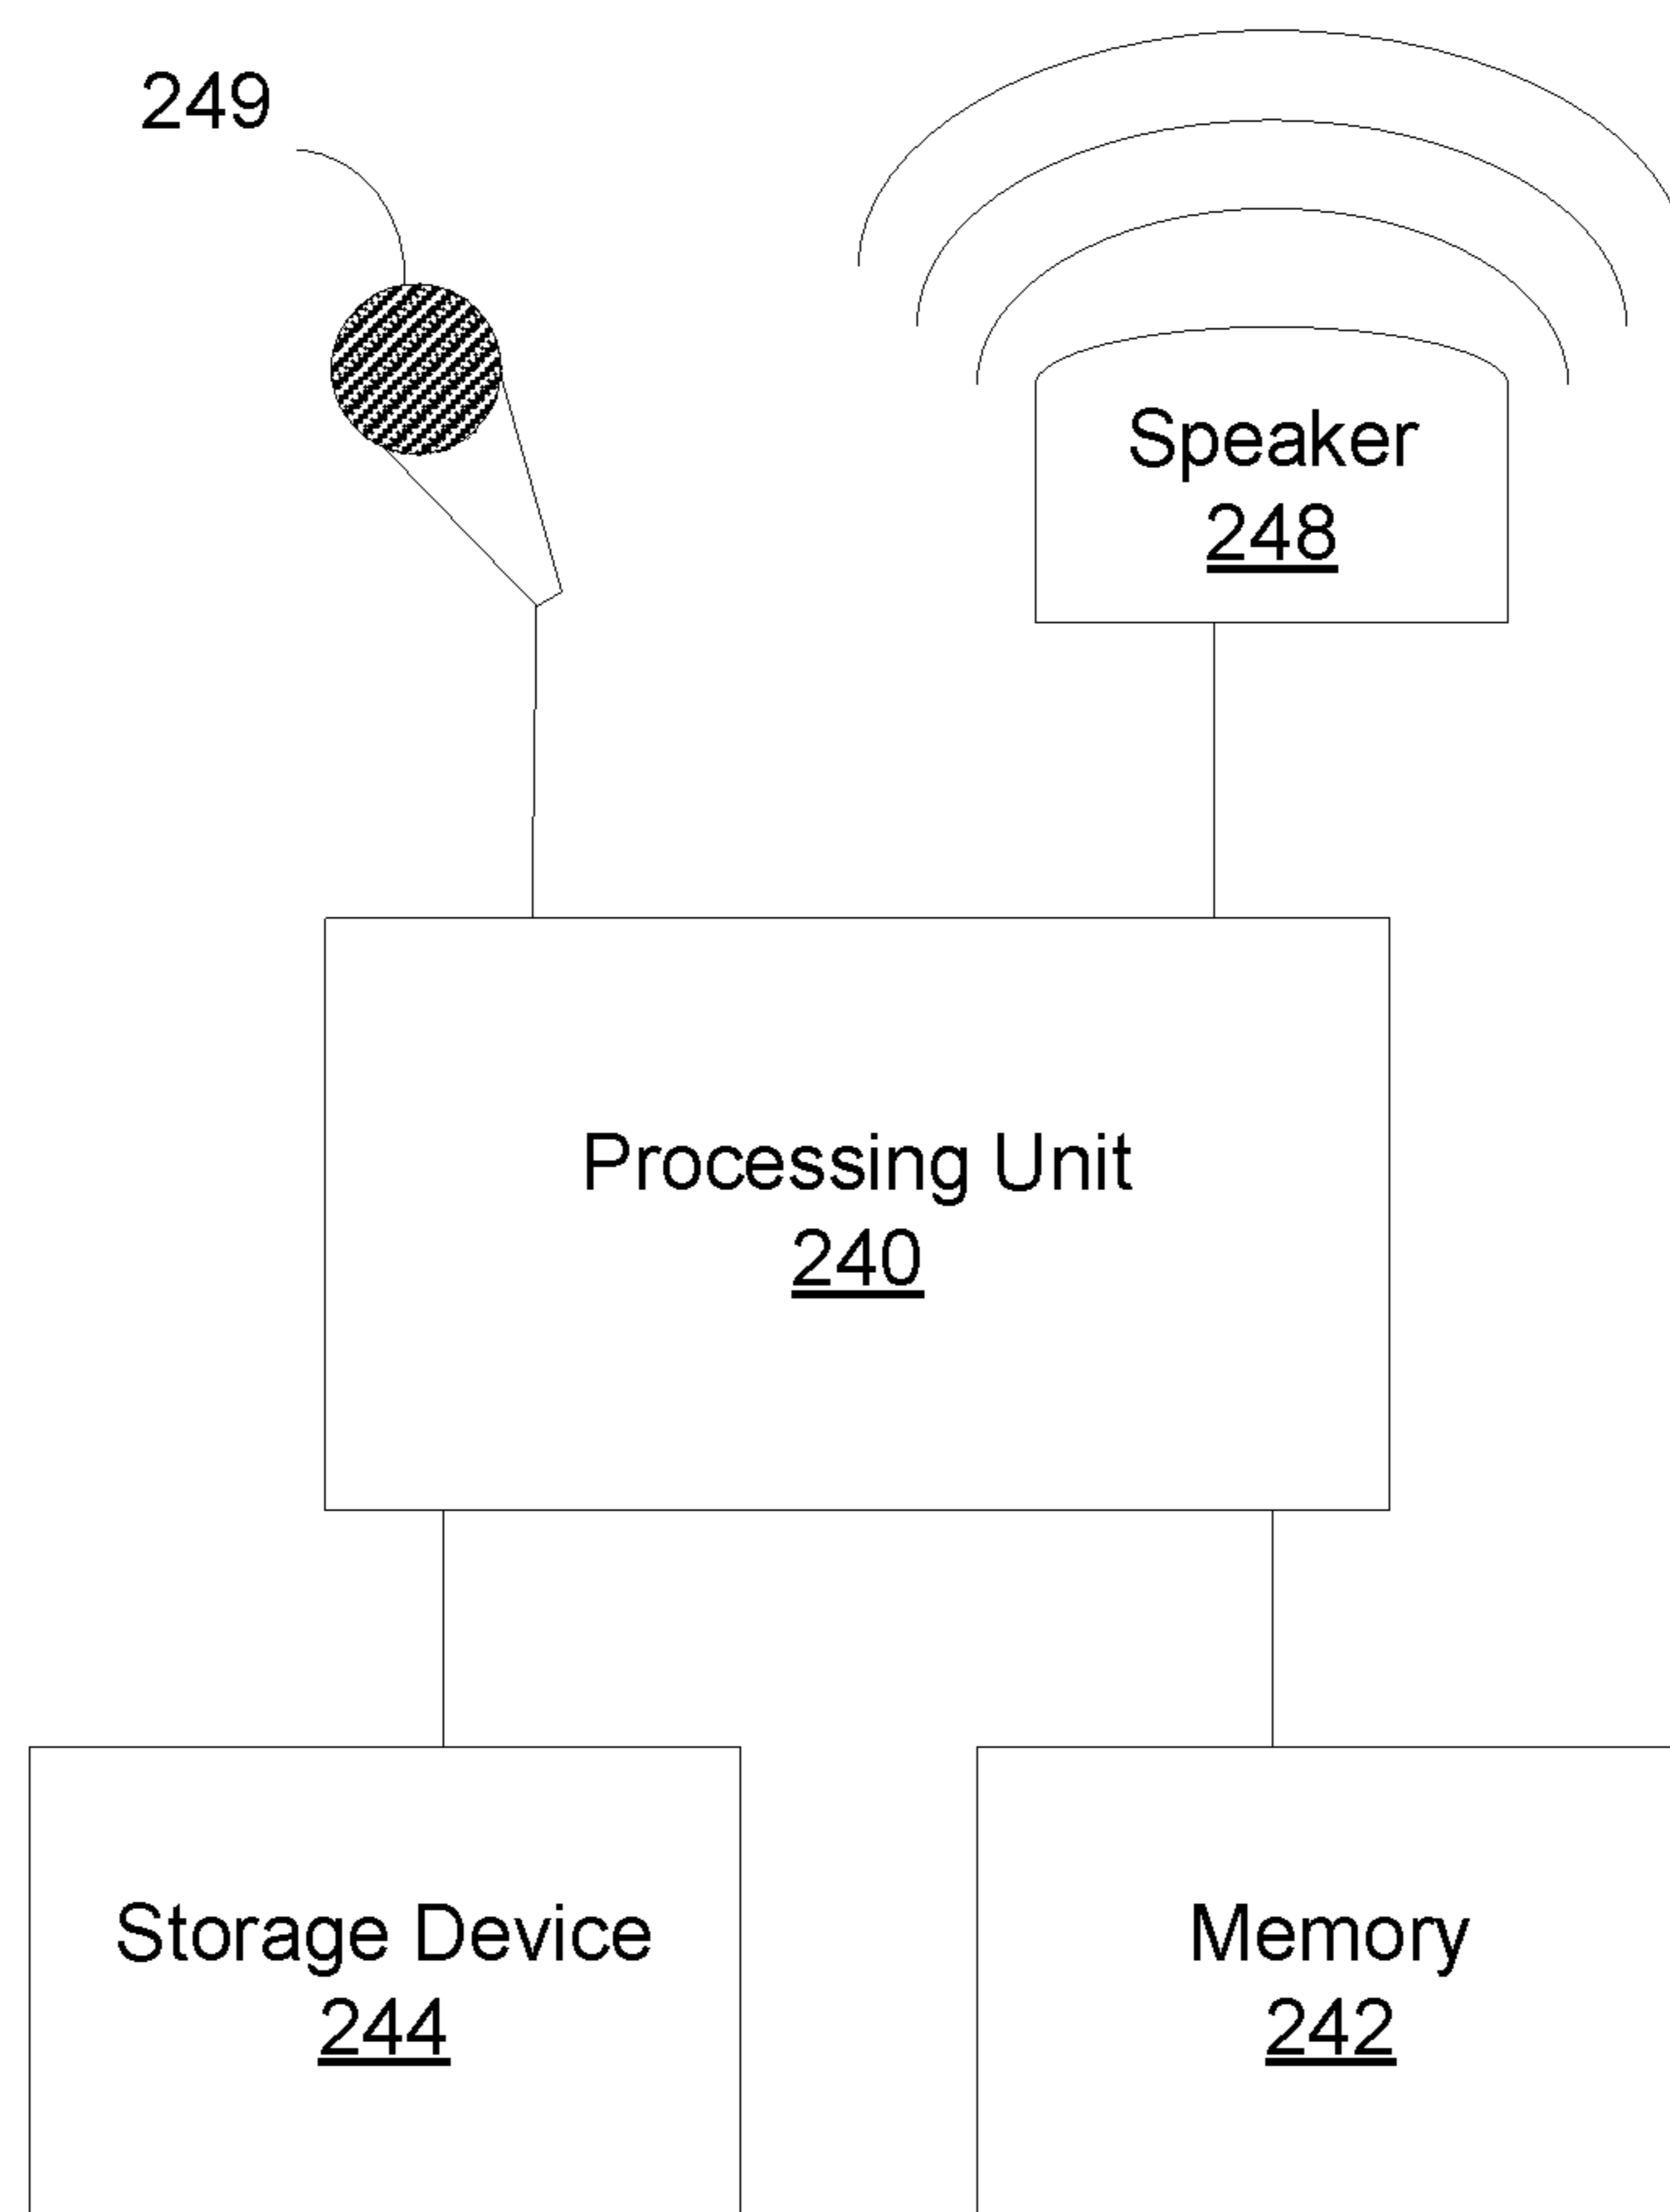 249
Speaker
248
Processing Unit
240
Storage Device
244
Memory
242